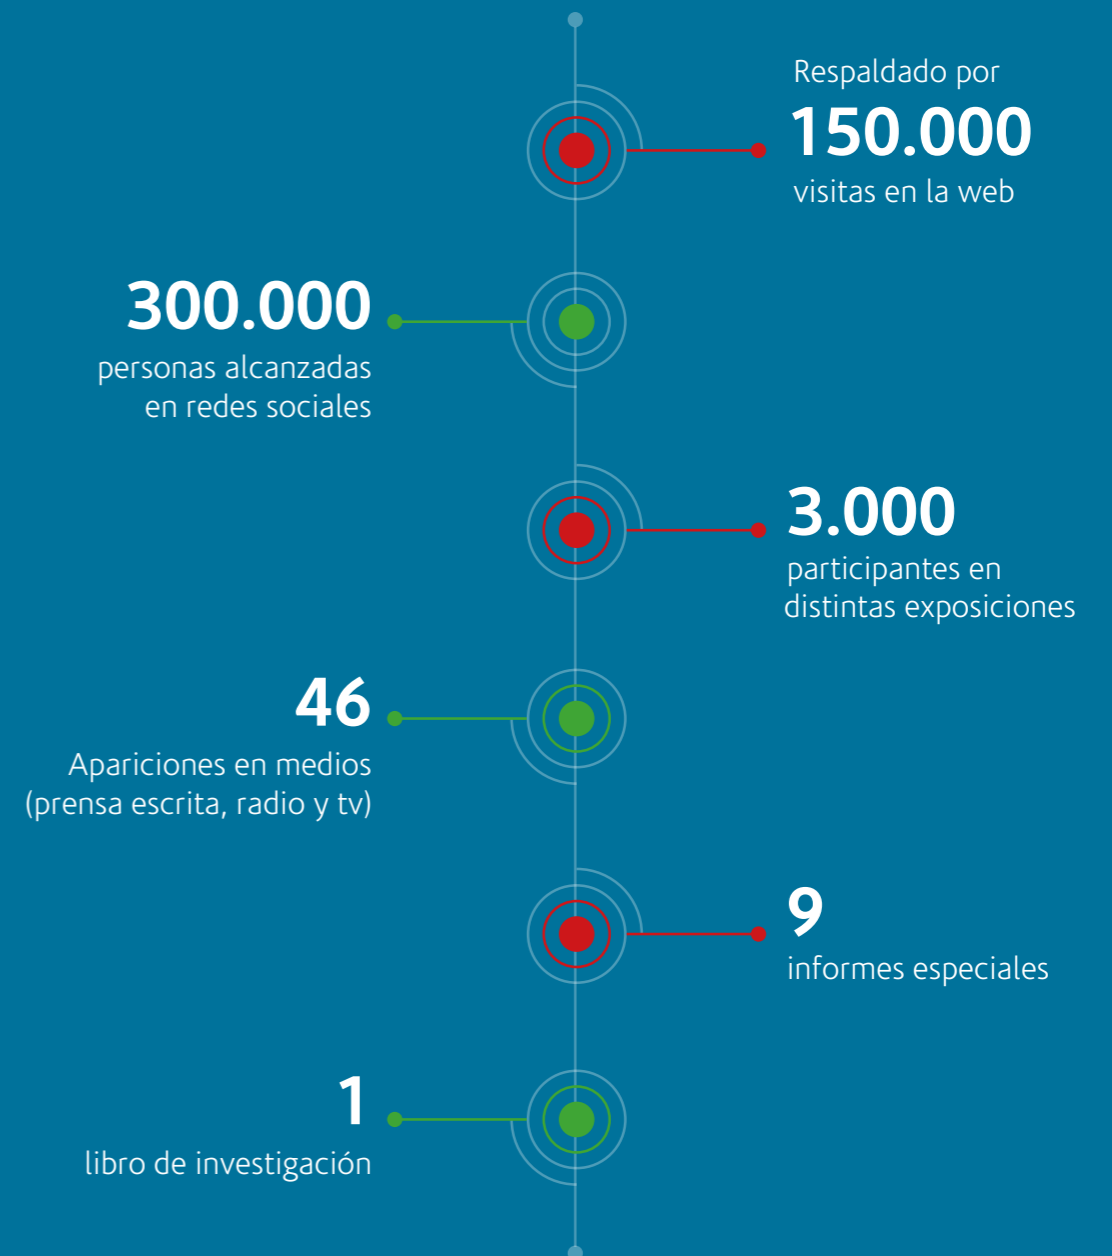 Respaldado por
150.000
visitas en la web
300.000
personas alcanzadas
en redes sociales
3.000
participantes en
distintas exposiciones
46
Apariciones en medios
(prensa escrita, radio y tv)
9
informes especiales
1
libro de investigación